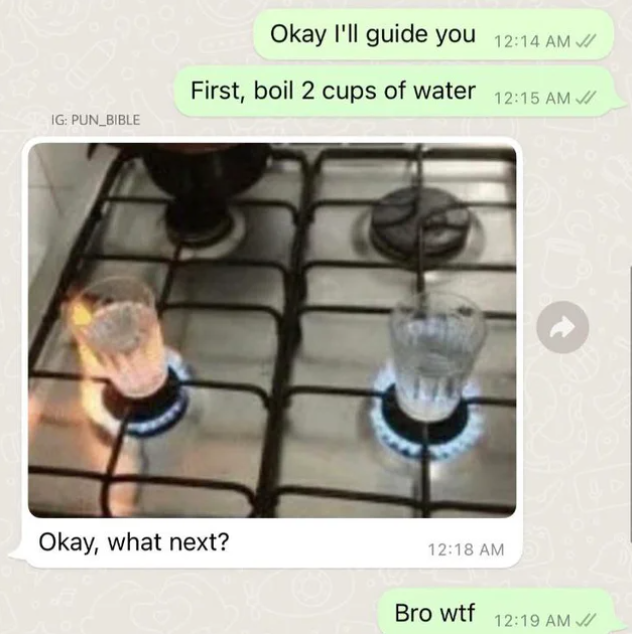 Okay I'll guide you 12:14 AM
First, boil 2 cups of water 12:15 AM
IG: PUN_BIBLE
Okay, what next? 12:18 AM
Bro wtf 12:19 AM